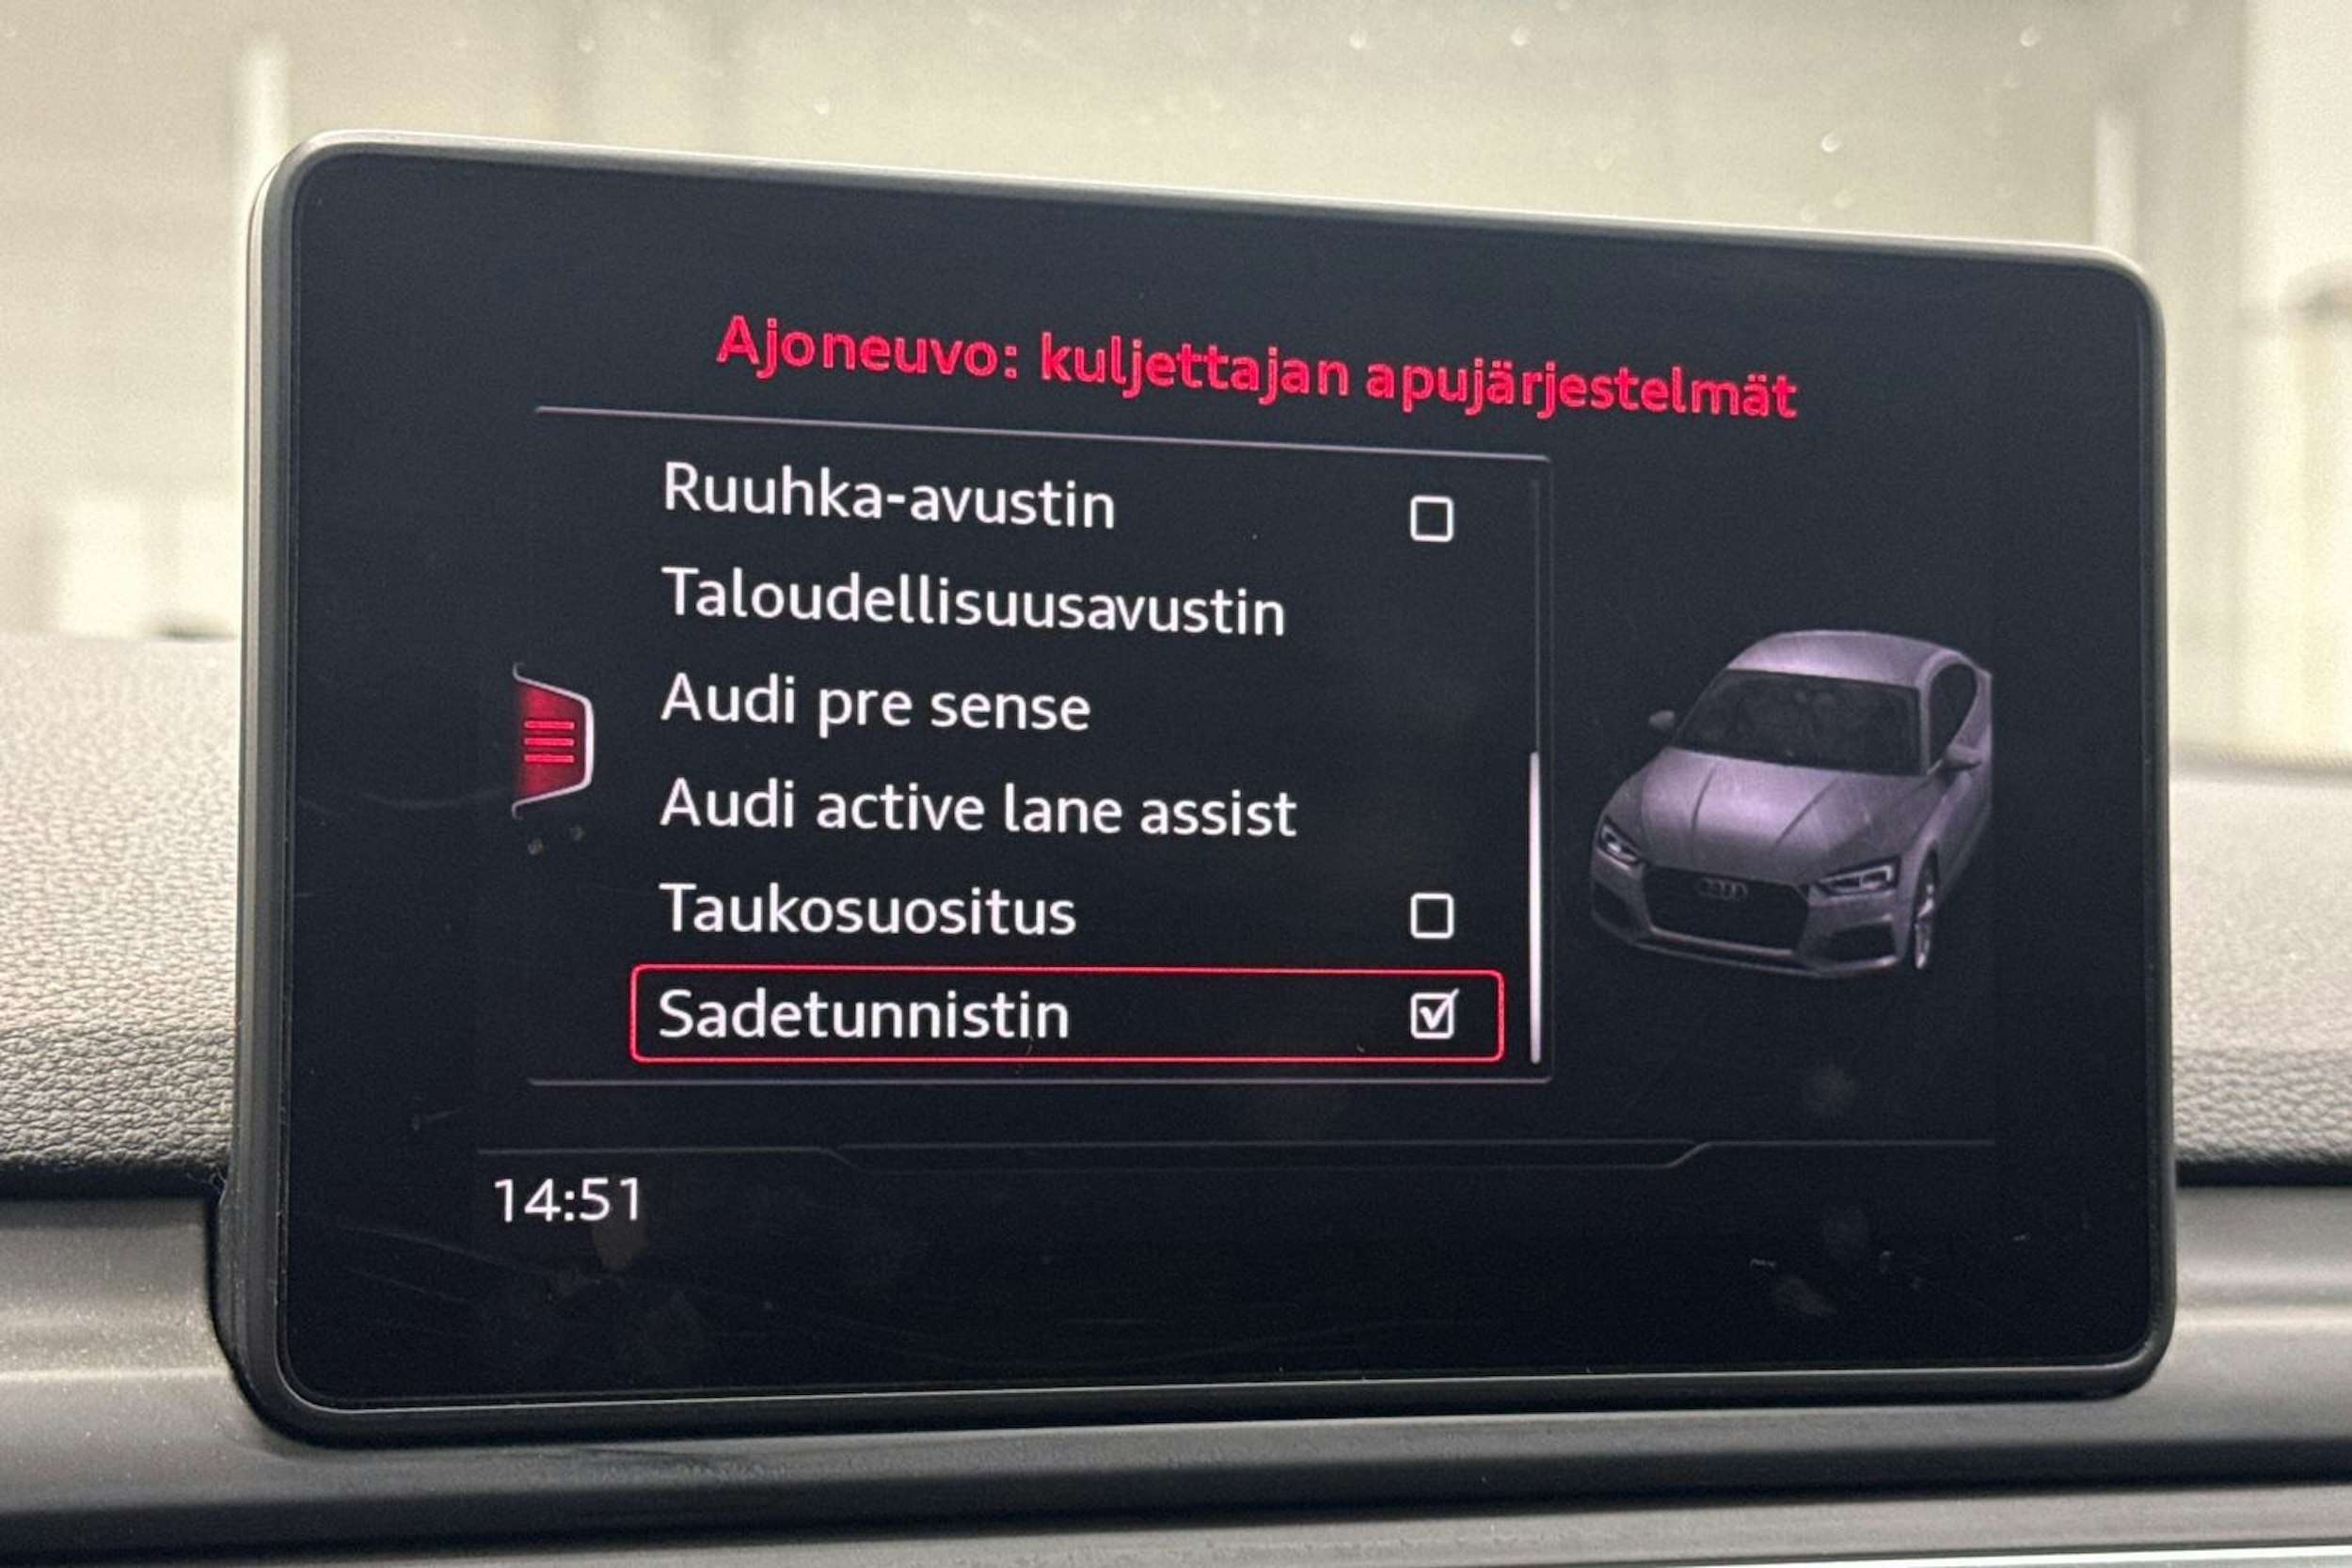 Ajoneuvo: kuljettajan apujärjestelmät
Ruuhka-avustin
Taloudellisuusavustin
Audi pre sense
Audi active lane assist
Taukosuositus
Sadetunnistin
14:51